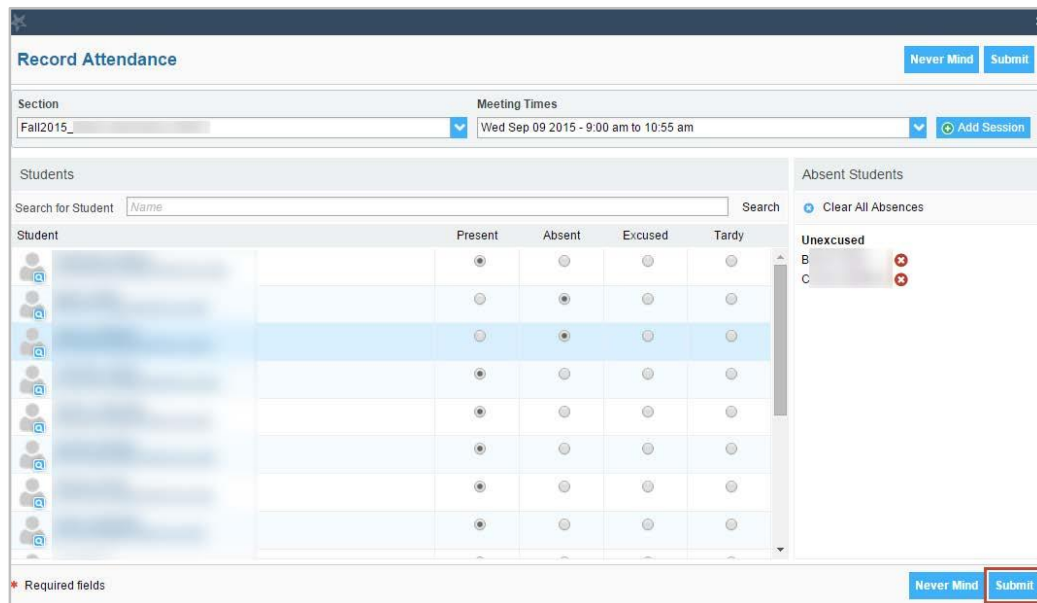 Record Attendance
Never Mind Submit
Section Meeting Times
Fall2015_ Wed Sep 09 2015 - 9:00 am to 10:55 am Add Session
Students Absent Students
Search for Student Name Search Clear All Absences
Student Present Absent Excused Tardy
Unexcused
B
C
* Required fields
Never Mind Submit